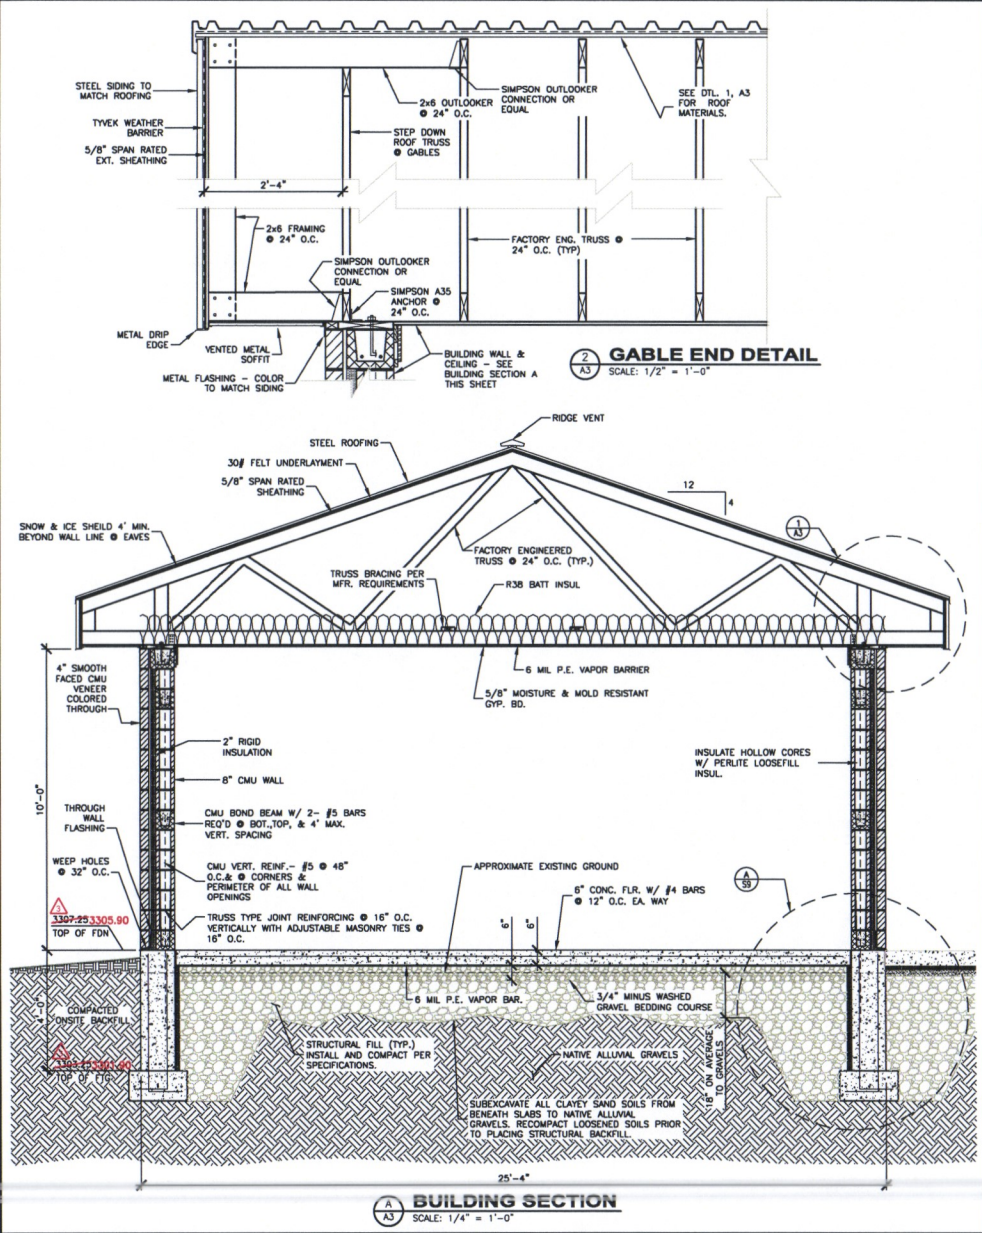 STEEL SIDING TO
MATCH ROOFING
TYVEK WEATHER
BARRIER
5/8" SPAN RATED
EXT. SHEATHING
2'-4"
2x6 FRAMING
@ 24" O.C.
SIMPSON OUTLOOKER
CONNECTION OR
EQUAL
2x6 OUTLOOKER
@ 24" O.C.
STEP DOWN
ROOF TRUSS
@ GABLES
SEE DTL. 1, A3
FOR ROOF
MATERIALS.
FACTORY ENG. TRUSS @
24" O.C. (TYP)
SIMPSON OUTLOOKER
CONNECTION OR
EQUAL
SIMPSON A35
ANCHOR @
24" O.C.
METAL DRIP
EDGE
VENTED METAL
SOFFIT
METAL FLASHING - COLOR
TO MATCH SIDING
BUILDING WALL &
CEILING - SEE
BUILDING SECTION A
THIS SHEET
2
A3
GABLE END DETAIL
SCALE: 1/2" = 1'-0"
RIDGE VENT
STEEL ROOFING
30# FELT UNDERLAYMENT
5/8" SPAN RATED
SHEATHING
12
4
SNOW & ICE SHEILD 4' MIN.
BEYOND WALL LINE @ EAVES
1
A3
FACTORY ENGINEERED
TRUSS @ 24" O.C. (TYP.)
TRUSS BRACING PER
MFR. REQUIREMENTS
R38 BATT INSUL
6 MIL P.E. VAPOR BARRIER
5/8" MOISTURE & MOLD RESISTANT
GYP. BD.
4" SMOOTH
FACED CMU
VENEER
COLORED
THROUGH
2" RIGID
INSULATION
8" CMU WALL
INSULATE HOLLOW CORES
W/ PERLITE LOOSEFILL
INSUL.
10'-0"
THROUGH
WALL
FLASHING
CMU BOND BEAM W/ 2- #5 BARS
REQ'D @ BOT.,TOP, & 4' MAX.
VERT. SPACING
WEEP HOLES
@ 32" O.C.
CMU VERT. REINF.- #5 @ 48"
O.C.& @ CORNERS &
PERIMETER OF ALL WALL
OPENINGS
APPROXIMATE EXISTING GROUND
6" CONC. FLR. W/ #4 BARS
@ 12" O.C. EA. WAY
A
S9
3
3307.25 3305.90
TOP OF FDN
TRUSS TYPE JOINT REINFORCING @ 16" O.C.
VERTICALLY WITH ADJUSTABLE MASONRY TIES @
16" O.C.
6"
6"
6 MIL P.E. VAPOR BAR.
3/4" MINUS WASHED
GRAVEL BEDDING COURSE
COMPACTED
ONSITE BACKFILL
4'-0"
STRUCTURAL FILL (TYP.)
INSTALL AND COMPACT PER
SPECIFICATIONS.
NATIVE ALLUVIAL GRAVELS
18" ON AVERAGE
TO GRAVELS
TOP OF FTG
SUBEXCAVATE ALL CLAYEY SAND SOILS FROM
BENEATH SLABS TO NATIVE ALLUVIAL
GRAVELS. RECOMPACT LOOSENED SOILS PRIOR
TO PLACING STRUCTURAL BACKFILL.
25'-4"
A
A3
BUILDING SECTION
SCALE: 1/4" = 1'-0"